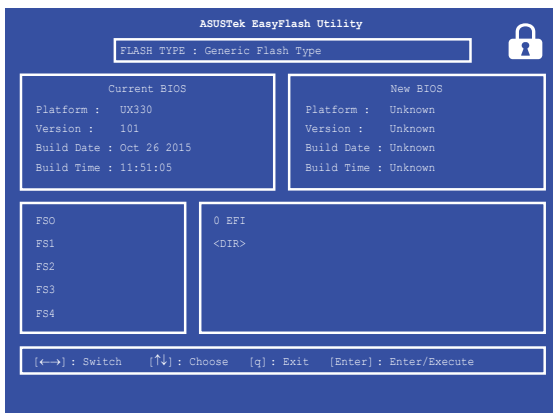 ASUSTek EasyFlash Utility
FLASH TYPE : Generic Flash Type
Current BIOS
Platform : UX330
Version : 101
Build Date : Oct 26 2015
Build Time : 11:51:05
New BIOS
Platform : Unknown
Version : Unknown
Build Date : Unknown
Build Time : Unknown
FSO
FS1
FS2
FS3
FS4
0 EFI
<DIR>
[←→] : Switch [↑↓] : Choose [q] : Exit [Enter] : Enter/Execute